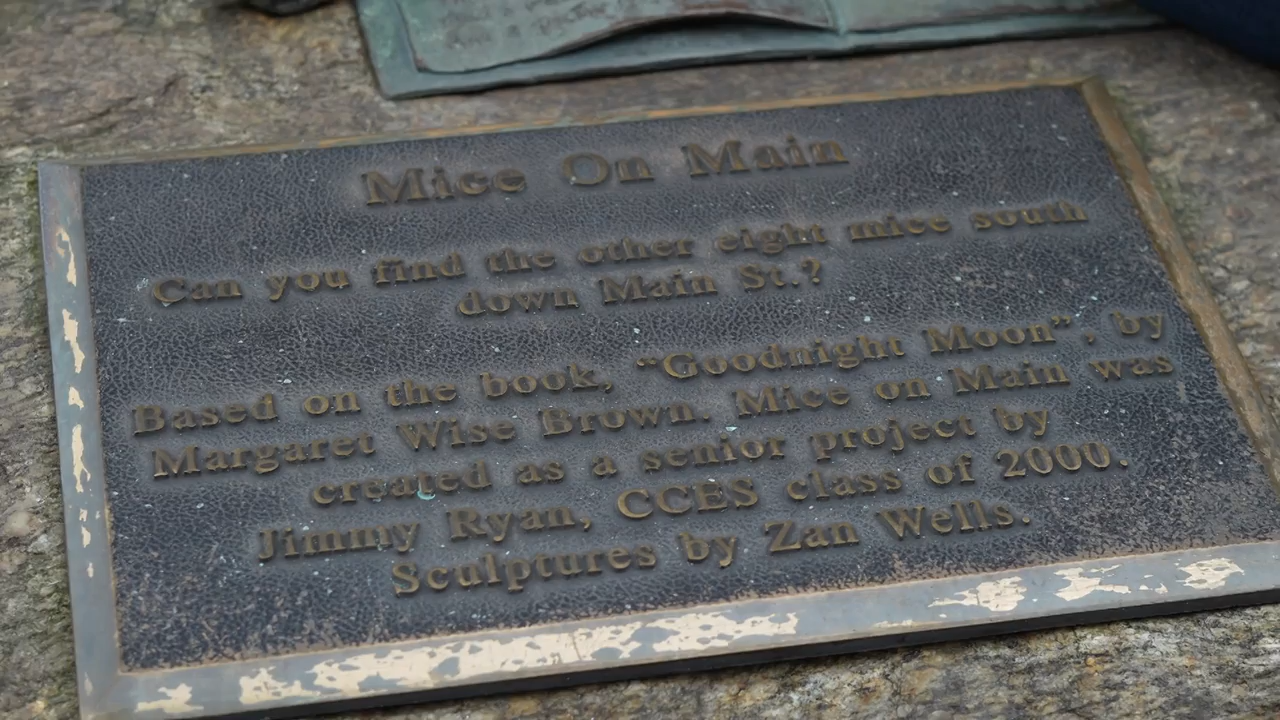 Mice On Main
Can you find the other eight mice south
down Main St.?
Based on the book, “Goodnight Moon”, by
Margaret Wise Brown. Mice on Main was
created as a senior project by
Jimmy Ryan, CCES class of 2000.
Sculptures by Zan Wells.